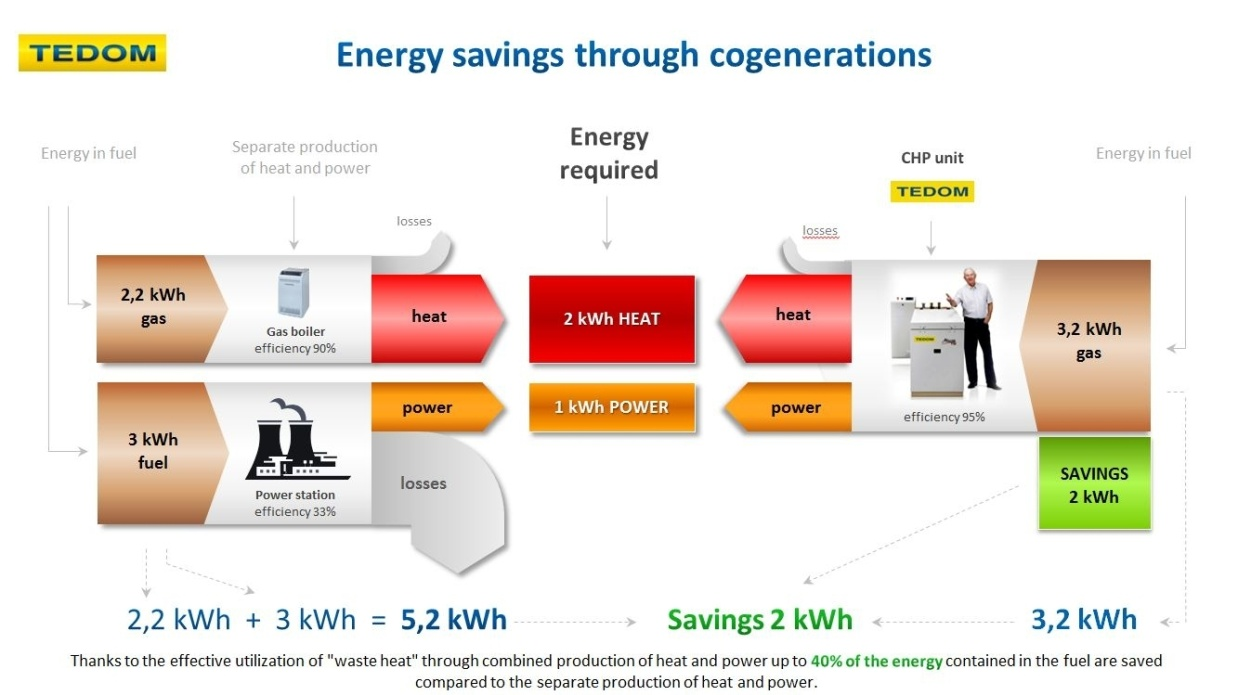 TEDOM
Energy savings through cogenerations
Energy in fuel
Separate production
of heat and power
Energy
required
CHP unit
TEDOM
Energy in fuel
losses
losses
2,2 kWh
gas
Gas boiler
efficiency 90%
heat
2 kWh HEAT
heat
TEDOM
3,2 kWh
gas
3 kWh
fuel
Power station
efficiency 33%
power
1 kWh POWER
power
efficiency 95%
losses
SAVINGS
2 kWh
2,2 kWh + 3 kWh = 5,2 kWh
Savings 2 kWh
3,2 kWh
Thanks to the effective utilization of "waste heat" through combined production of heat and power up to 40% of the energy contained in the fuel are saved
compared to the separate production of heat and power.